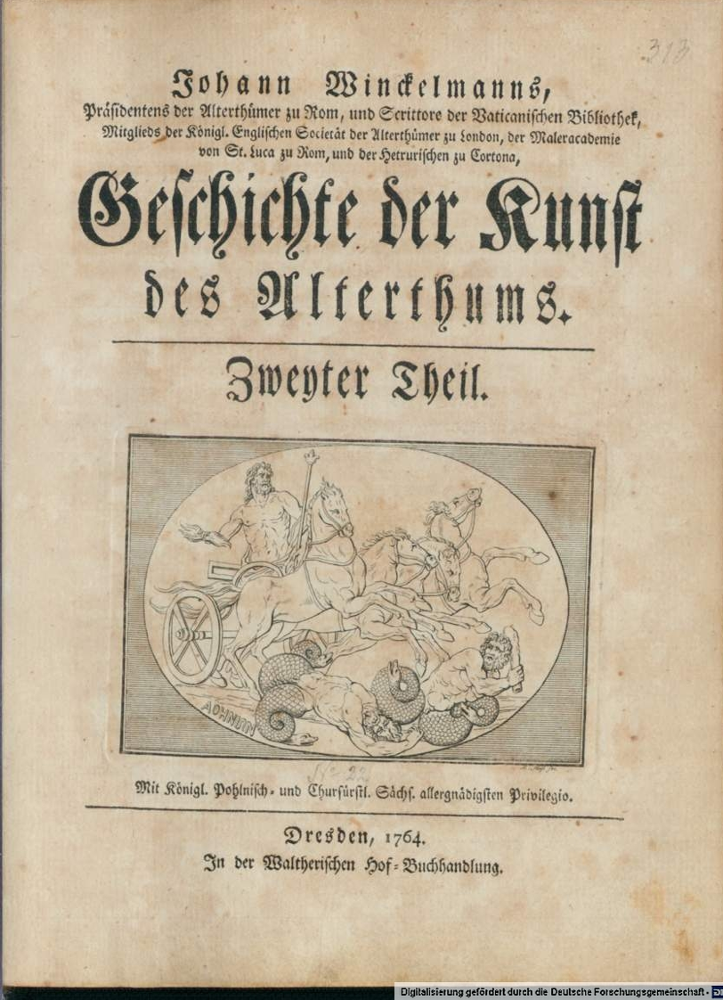 313
Johann Winckelmanns,
Präsidentens der Alterthümer zu Rom, und Scrittore der Vaticanischen Bibliothek,
Mitglieds der Königl. Englischen Societät der Alterthümer zu London, der Maleracademie
von St. Luca zu Rom, und der Hetrurischen zu Cortona,
Geschichte der Kunst
des Alterthums.
Zweyter Theil.
ΑΘΗΝΙΩΝ
Mit Königl. Pohlnisch- und Churfürstl. Sächs. allergnädigsten Privilegio.
Dresden, 1764.
In der Waltherischen Hof-Buchhandlung.
Digitalisierung gefördert durch die Deutsche Forschungsgemeinschaft -